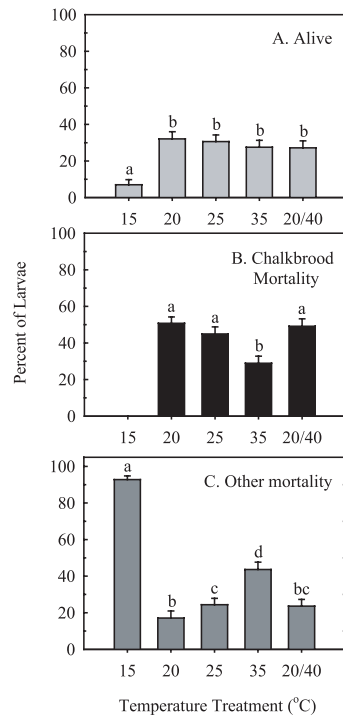 100
A. Alive
80
60
40
b
b
b
b
20
a
0
15
20
25
35
20/40
100
B. Chalkbrood
Mortality
80
60
a
a
a
40
b
20
0
15
20
25
35
20/40
Percent of Larvae
100
a
C. Other mortality
80
60
d
40
c
bc
b
20
0
15
20
25
35
20/40
Temperature Treatment (°C)